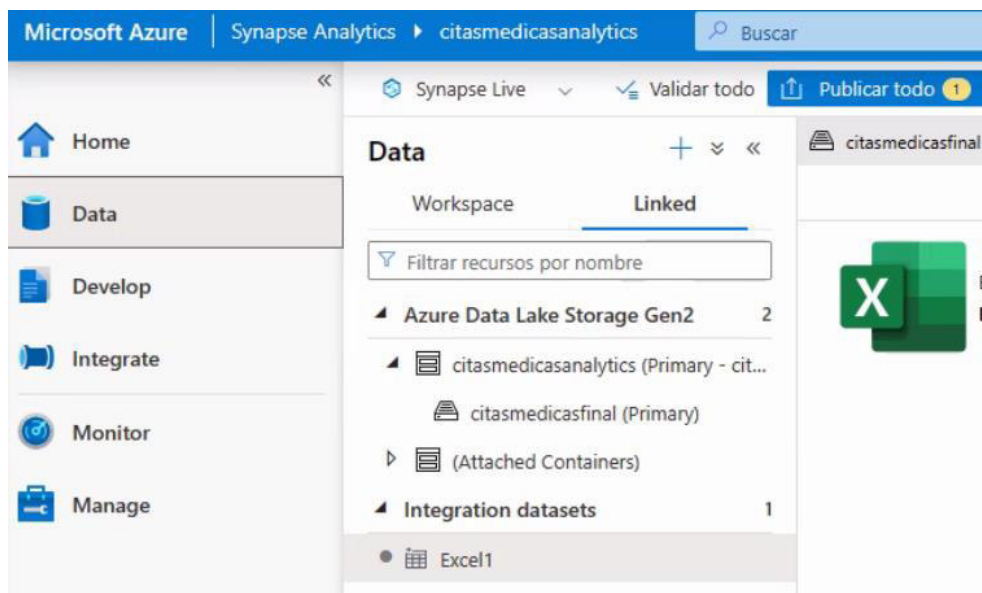 Microsoft Azure
Synapse Analytics
citasmedicasanalytics
Buscar
Synapse Live
Validar todo
Publicar todo 1
Home
Data
Develop
Integrate
Monitor
Manage
Data
Workspace
Linked
Filtrar recursos por nombre
Azure Data Lake Storage Gen2 2
citasmedicasanalytics (Primary - cit...
citasmedicasfinal (Primary)
(Attached Containers)
Integration datasets 1
Excel1
citasmedicasfinal
X